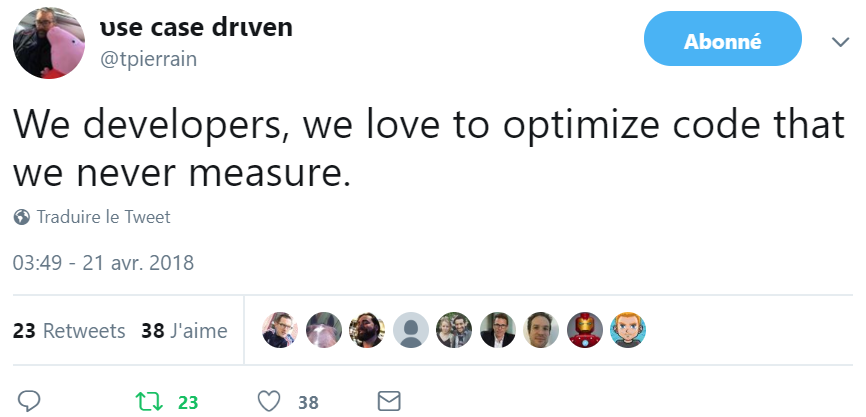 ʋse case drιven
@tpierrain
Abonné
We developers, we love to optimize code that
we never measure.
Traduire le Tweet
03:49 - 21 avr. 2018
23 Retweets 38 J'aime
23 38